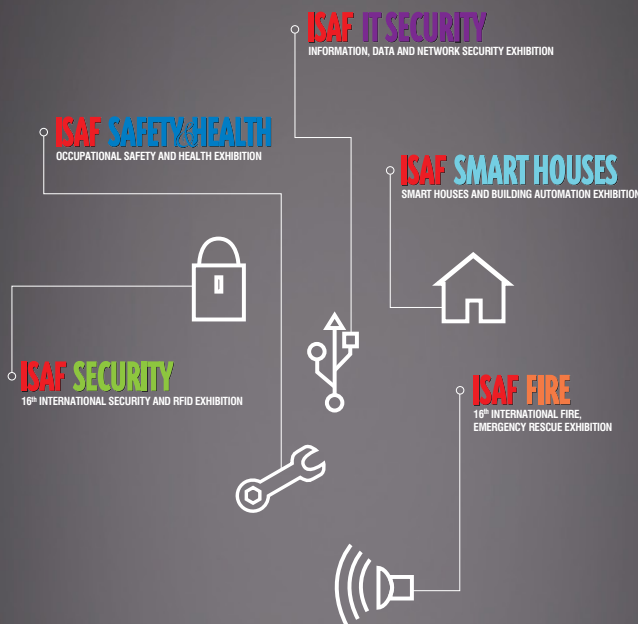 ISAF IT SECURITY
INFORMATION, DATA AND NETWORK SECURITY EXHIBITION
ISAF SAFETY&HEALTH
OCCUPATIONAL SAFETY AND HEALTH EXHIBITION
ISAF SMART HOUSES
SMART HOUSES AND BUILDING AUTOMATION EXHIBITION
ISAF SECURITY
16th INTERNATIONAL SECURITY AND RFID EXHIBITION
ISAF FIRE
16th INTERNATIONAL FIRE,
EMERGENCY RESCUE EXHIBITION